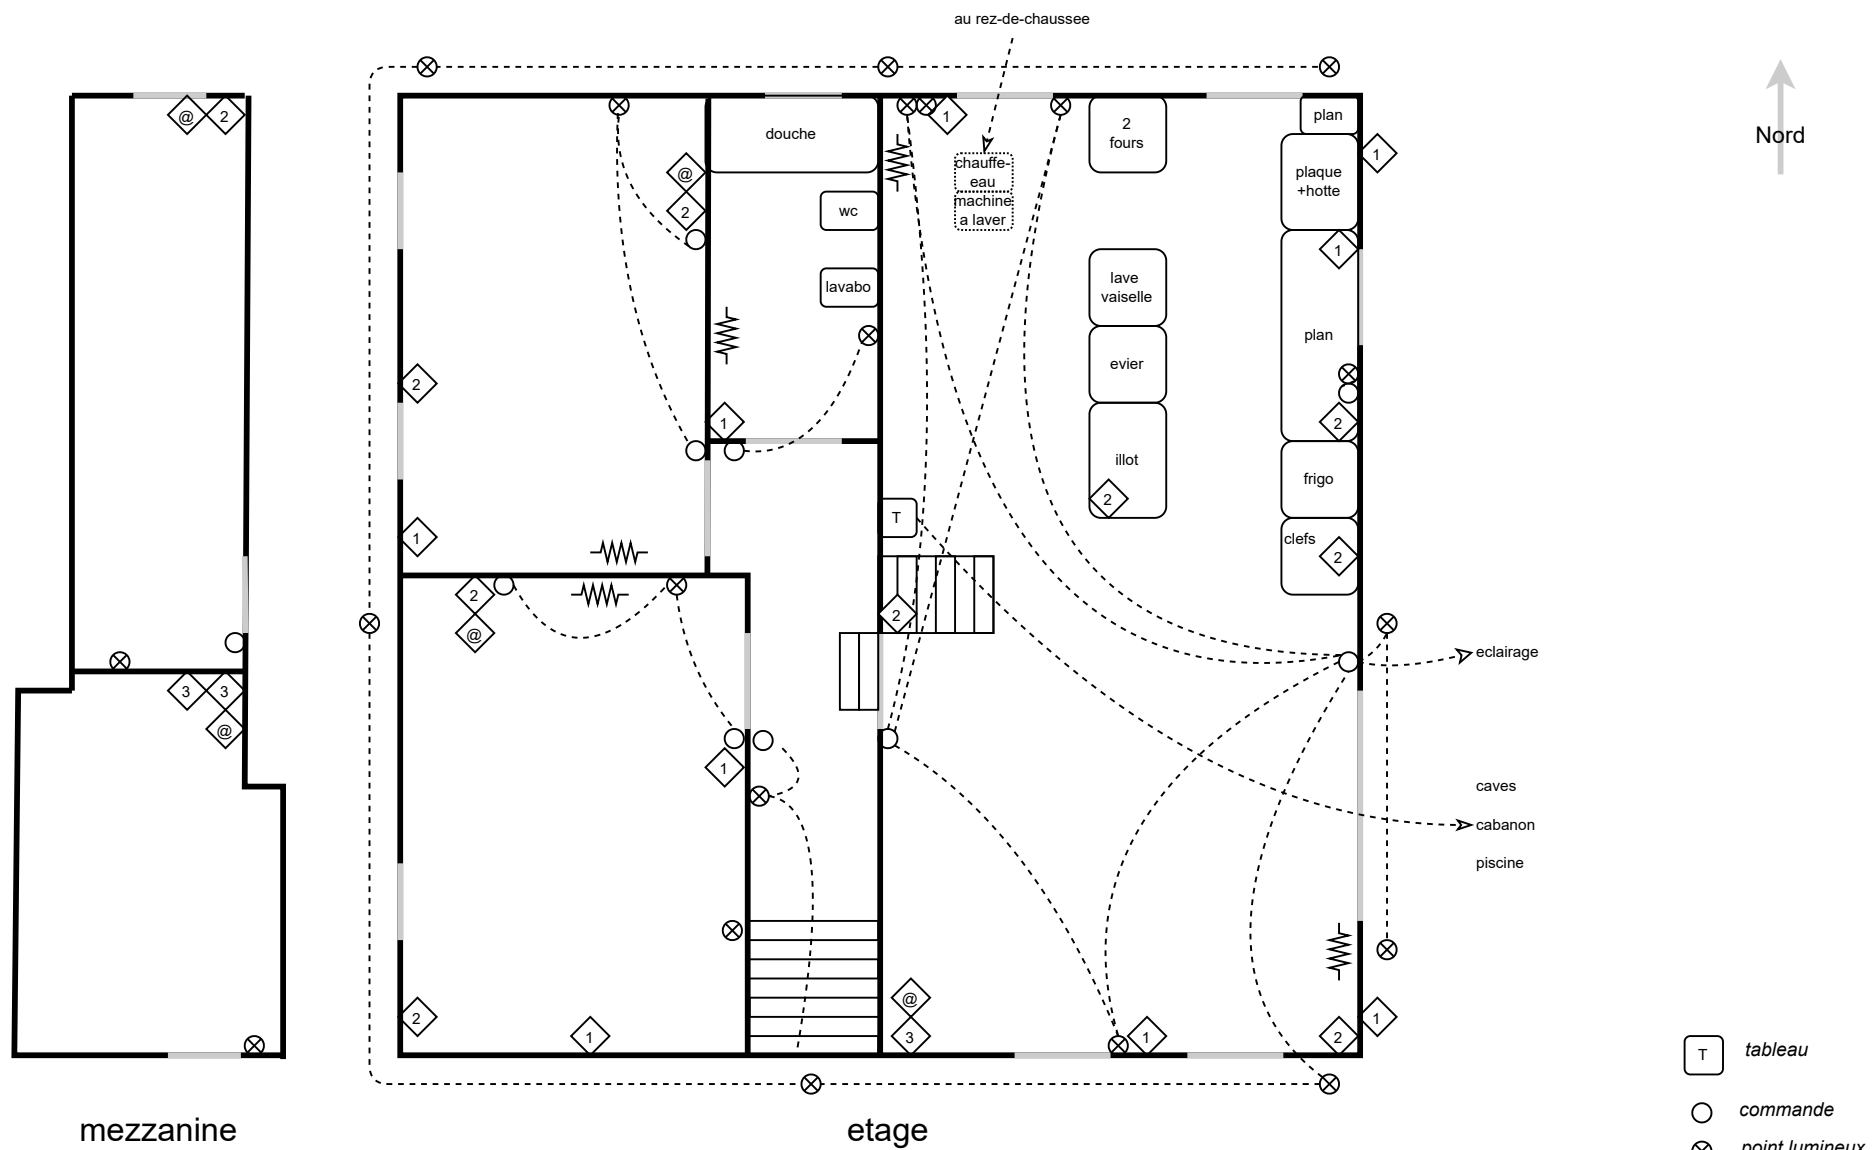 au rez-de-chaussee
@ 2
1
douche
2
fours
plan
Nord
1
chauffe-
eau
@
plaque
+hotte
machine
a laver
2
wc
1
lave
vaiselle
lavabo
plan
evier
2
1
2
illot
2
frigo
T
1
clefs
2
2
2
@
eclairage
3 3
@
1
caves
cabanon
piscine
@
2
1
1
3
1
2
T
tableau
commande
point lumineux
mezzanine
etage